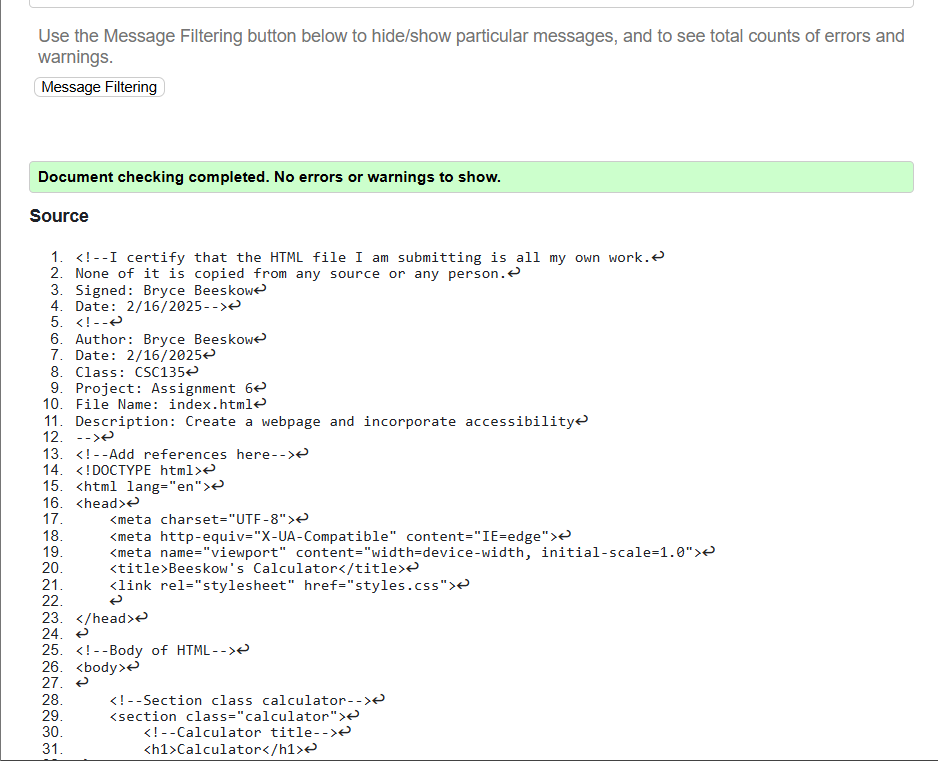 Use the Message Filtering button below to hide/show particular messages, and to see total counts of errors and
warnings.
Message Filtering
Document checking completed. No errors or warnings to show.
Source
1. <!--I certify that the HTML file I am submitting is all my own work.↩
2. None of it is copied from any source or any person.↩
3. Signed: Bryce Beeskow↩
4. Date: 2/16/2025-->↩
5. <!--↩
6. Author: Bryce Beeskow↩
7. Date: 2/16/2025↩
8. Class: CSC135↩
9. Project: Assignment 6↩
10. File Name: index.html↩
11. Description: Create a webpage and incorporate accessibility↩
12. -->↩
13. <!--Add references here-->↩
14. <!DOCTYPE html>↩
15. <html lang="en">↩
16. <head>↩
17.     <meta charset="UTF-8">↩
18.     <meta http-equiv="X-UA-Compatible" content="IE=edge">↩
19.     <meta name="viewport" content="width=device-width, initial-scale=1.0">↩
20.     <title>Beeskow's Calculator</title>↩
21.     <link rel="stylesheet" href="styles.css">↩
22.     ↩
23. </head>↩
24. ↩
25. <!--Body of HTML-->↩
26. <body>↩
27. ↩
28.     <!--Section class calculator-->↩
29.     <section class="calculator">↩
30.         <!--Calculator title-->↩
31.         <h1>Calculator</h1>↩